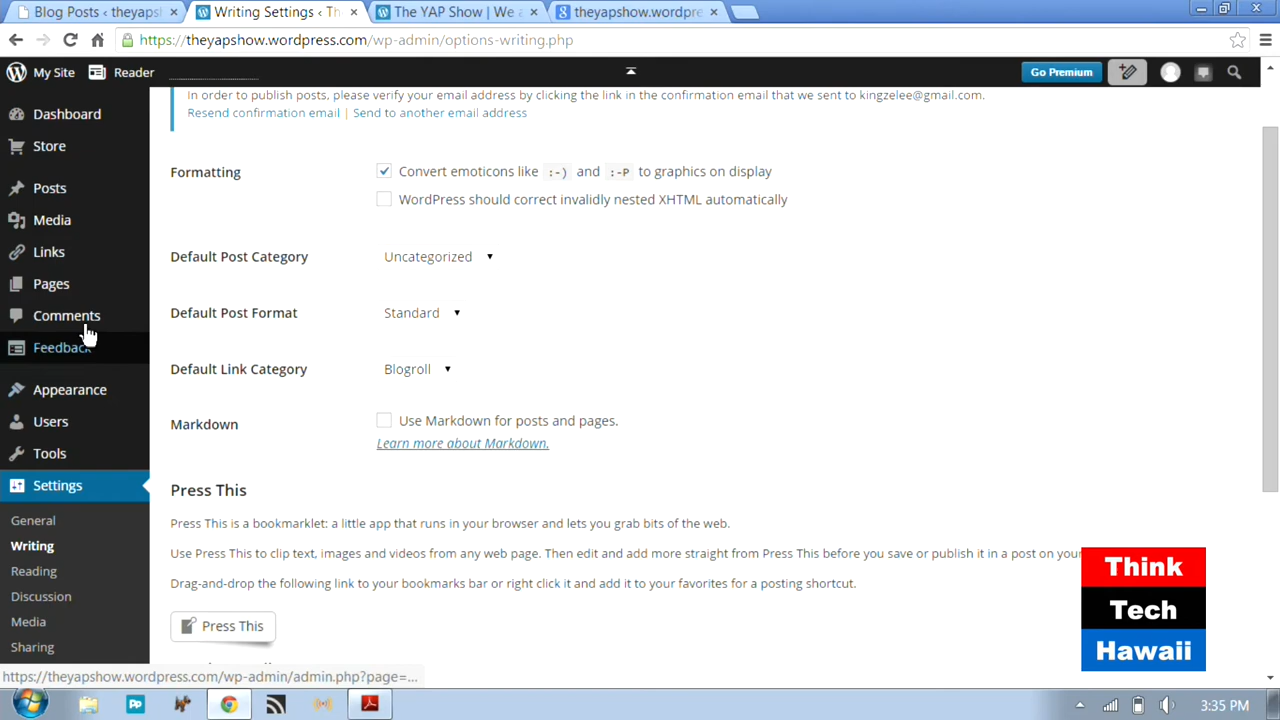 Blog Posts ‹ theyaps
Writing Settings ‹ Th
The YAP Show | We a
theyapshow.wordpre
https://theyapshow.wordpress.com/wp-admin/options-writing.php
My Site
Reader
Go Premium
In order to publish posts, please verify your email address by clicking the link in the confirmation email that we sent to kingzelee@gmail.com.
Resend confirmation email | Send to another email address
Dashboard
Store
Posts
Media
Links
Pages
Comments
Feedback
Appearance
Users
Tools
Settings
General
Writing
Reading
Discussion
Media
Sharing
Formatting
Convert emoticons like :-) and :-P to graphics on display
WordPress should correct invalidly nested XHTML automatically
Default Post Category Uncategorized
Default Post Format Standard
Default Link Category Blogroll
Markdown Use Markdown for posts and pages.
Learn more about Markdown.
Press This
Press This is a bookmarklet: a little app that runs in your browser and lets you grab bits of the web.
Use Press This to clip text, images and videos from any web page. Then edit and add more straight from Press This before you save or publish it in a post on your
Drag-and-drop the following link to your bookmarks bar or right click it and add it to your favorites for a posting shortcut.
Press This
Think
Tech
Hawaii
https://theyapshow.wordpress.com/wp-admin/admin.php?page=...
3:35 PM